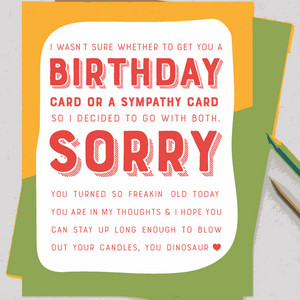 I WASN'T SURE WHETHER TO GET YOU A
BIRTHDAY
CARD OR A SYMPATHY CARD
SO I DECIDED TO GO WITH BOTH.
SORRY
YOU TURNED SO FREAKIN OLD TODAY
YOU ARE IN MY THOUGHTS & I HOPE YOU
CAN STAY UP LONG ENOUGH TO BLOW
OUT YOUR CANDLES, YOU DINOSAUR ♥